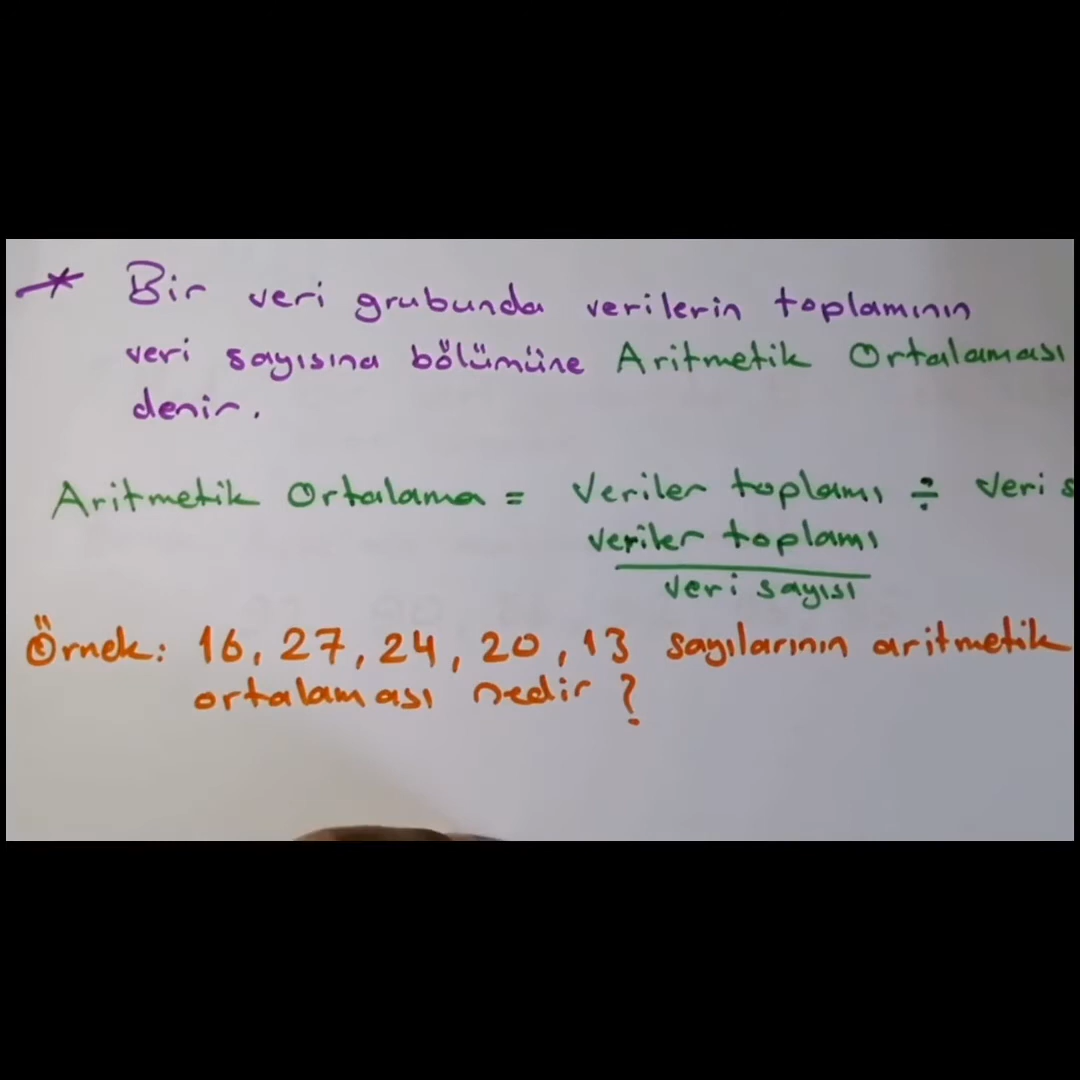 * Bir veri grubunda verilerin toplamının
veri sayısına bölümüne Aritmetik Ortalaması
denir.
Aritmetik Ortalama = Veriler toplamı ÷ veri s
veriler toplamı
veri sayısı
Örnek: 16, 27, 24, 20, 13 sayılarının aritmetik
ortalaması nedir ?